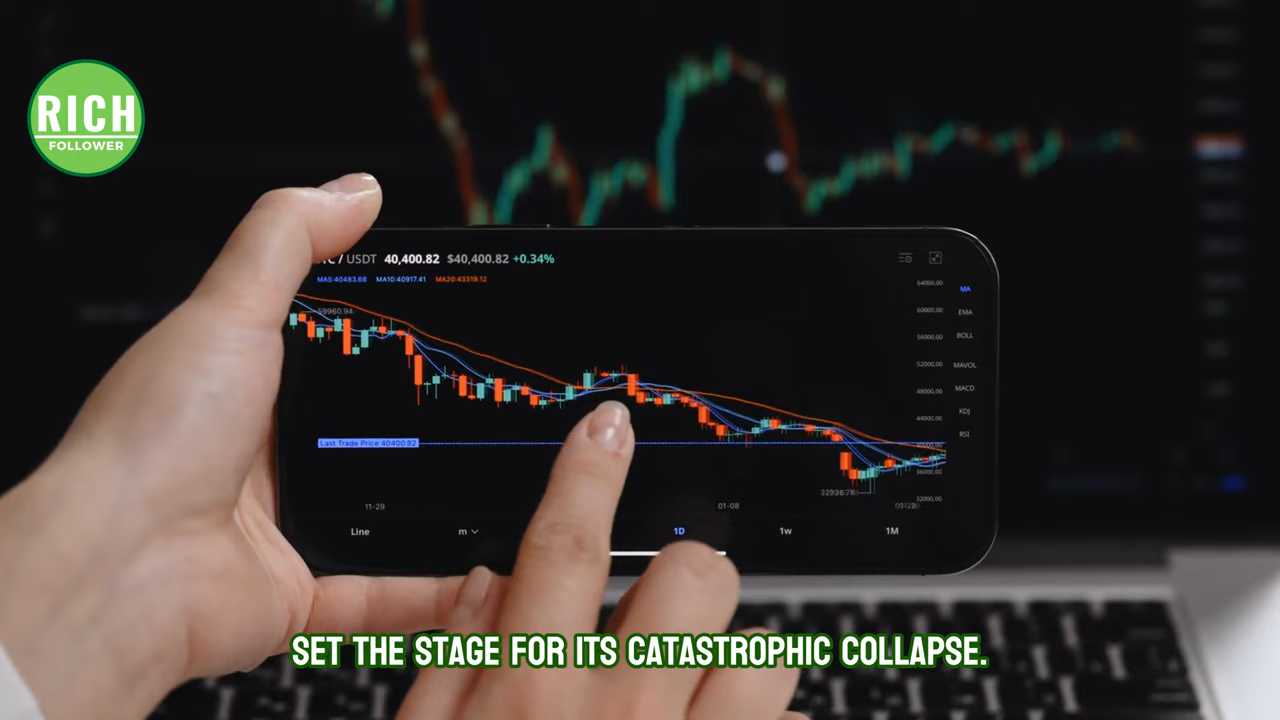 RICH
FOLLOWER
/ USDT 40,400.82 $40,400.82 +0.34%
MA5:40483.68 MA10:40917.41 MA20:43319.12
59960.94
64000,00
60000,00
56000,00
52000,00
48000,00
44000,00
36000,00
32000,00
MA
EMA
BOLL
MAVOL
MACD
KDJ
RSI
Last Trade Price 40400.82
11-29
01-08
Line
m
1D
1w
1M
SET THE STAGE FOR ITS CATASTROPHIC COLLAPSE.